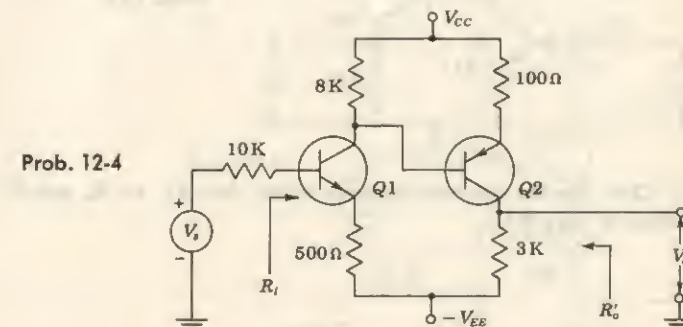 V_CC
8K
100Ω
Prob. 12-4
10K
Q1
Q2
+
V_s
-
500Ω
3K
R_i
R'_o
-V_EE